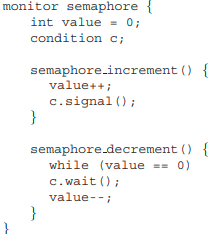 monitor semaphore {
int value = 0;
condition c;
semaphore_increment() {
value++;
c.signal();
}
semaphore_decrement() {
while (value == 0)
c.wait();
value--;
}
}